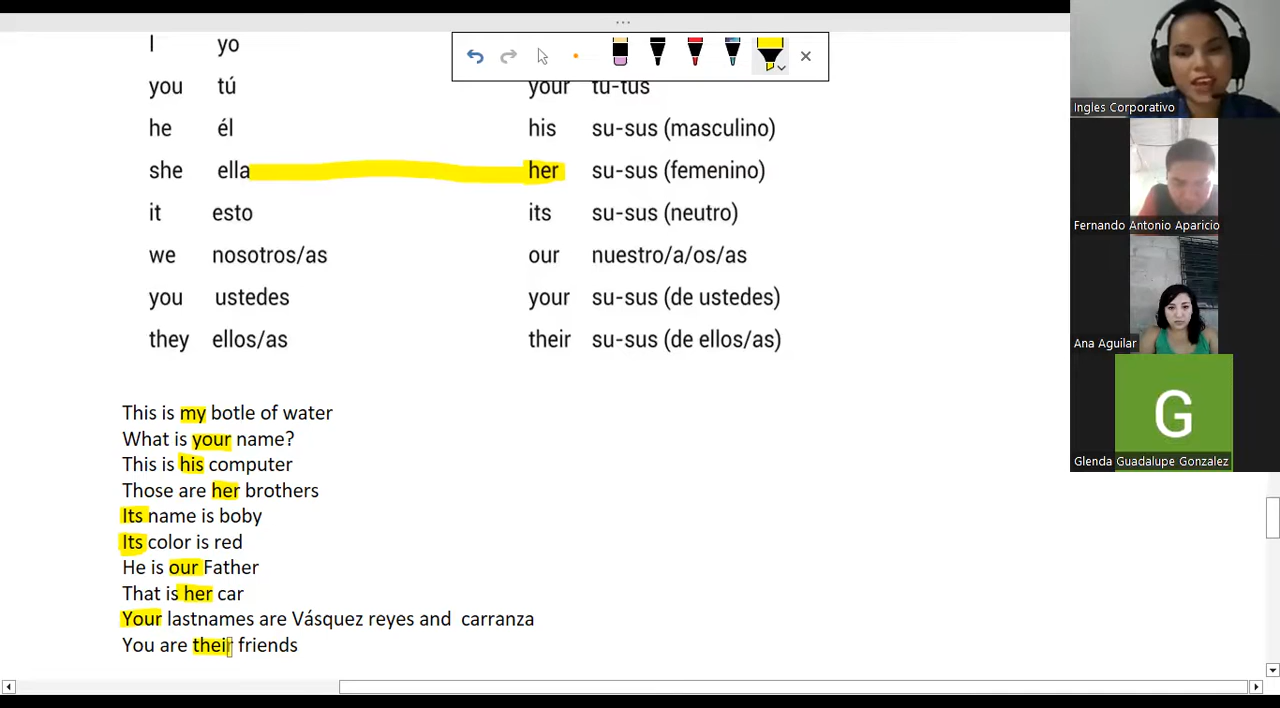 ...
I yo
you tú your tu-tus
he él his su-sus (masculino)
she ella her su-sus (femenino)
it esto its su-sus (neutro)
we nosotros/as our nuestro/a/os/as
you ustedes your su-sus (de ustedes)
they ellos/as their su-sus (de ellos/as)
This is my botle of water
What is your name?
This is his computer
Those are her brothers
Its name is boby
Its color is red
He is our Father
That is her car
Your lastnames are Vásquez reyes and carranza
You are their friends
Ingles Corporativo
Fernando Antonio Aparicio
Ana Aguilar
G
Glenda Guadalupe Gonzalez